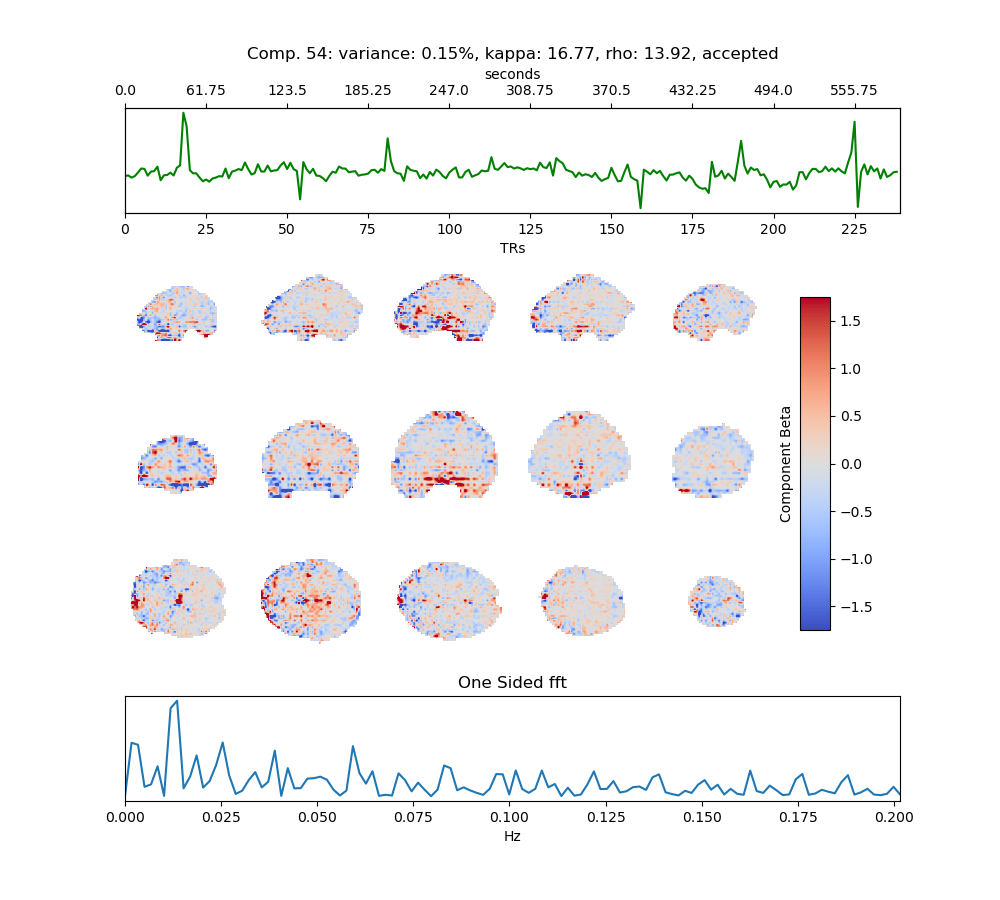 Comp. 54: variance: 0.15%, kappa: 16.77, rho: 13.92, accepted
seconds
0.0 61.75 123.5 185.25 247.0 308.75 370.5 432.25 494.0 555.75
0 25 50 75 100 125 150 175 200 225
TRs
1.5
1.0
0.5
0.0
−0.5
−1.0
−1.5
Component Beta
One Sided fft
0.000 0.025 0.050 0.075 0.100 0.125 0.150 0.175 0.200
Hz